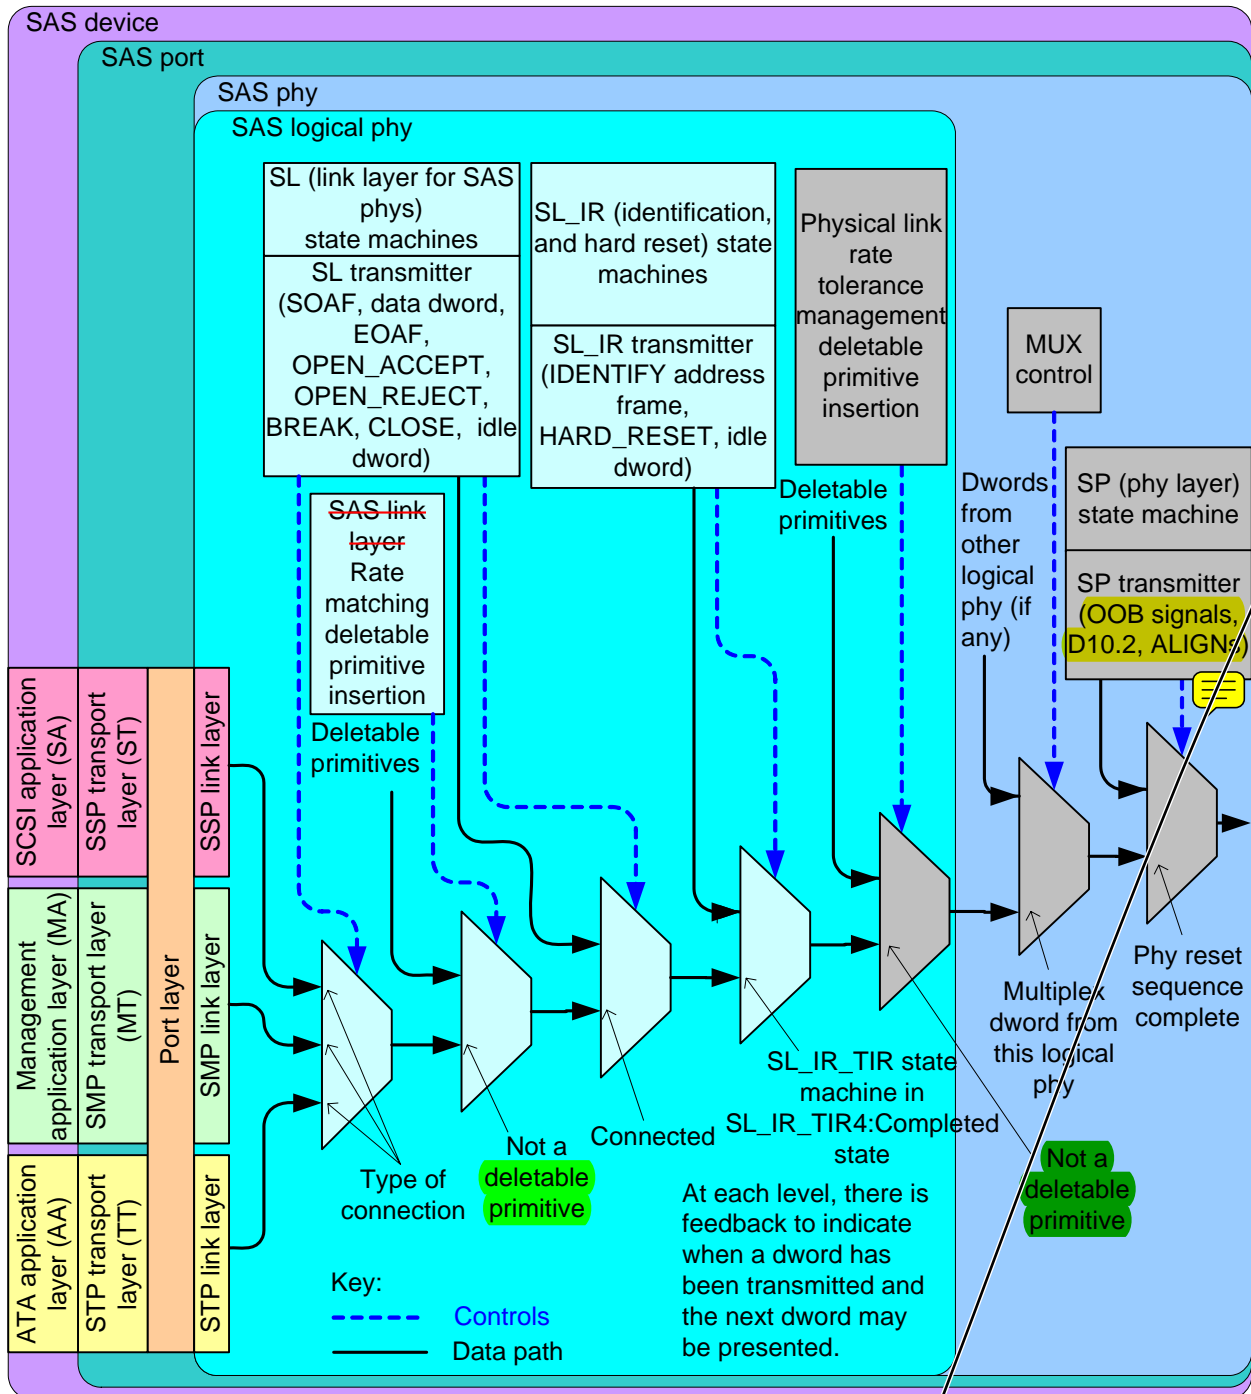 SAS device
SAS port
SAS phy
SAS logical phy
SL (link layer for SAS
phys)
state machines
SL transmitter
(SOAF, data dword,
EOAF,
OPEN_ACCEPT,
OPEN_REJECT,
BREAK, CLOSE,  idle
dword)
SL_IR (identification,
and hard reset) state
machines
SL_IR transmitter
(IDENTIFY address
frame,
HARD_RESET, idle
dword)
Physical link
rate
tolerance
management
deletable
primitive
insertion
MUX
control
SP (phy layer)
state machine
SP transmitter
(OOB signals,
D10.2, ALIGNs)
SAS link
layer
Rate
matching
deletable
primitive
insertion
Deletable
primitives
Deletable
primitives
Dwords
from
other
logical
phy (if
any)
SCSI application
layer (SA)
SSP transport
layer (ST)
SSP link layer
Management
application layer (MA)
SMP transport layer
(MT)
Port layer
SMP link layer
ATA application
layer (AA)
STP transport
layer (TT)
STP link layer
Type of
connection
Not a
deletable
primitive
Connected
SL_IR_TIR state
machine in
SL_IR_TIR4:Completed
state
Not a
deletable
primitive
Multiplex
dword from
this logical
phy
Phy reset
sequence
complete
At each level, there is
feedback to indicate
when a dword has
been transmitted and
the next dword may
be presented.
Key:
Controls
Data path